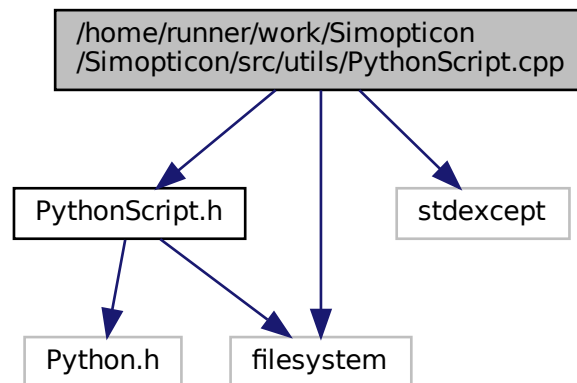 /home/runner/work/Simopticon
/Simopticon/src/utils/PythonScript.cpp
PythonScript.h
stdexcept
Python.h
filesystem